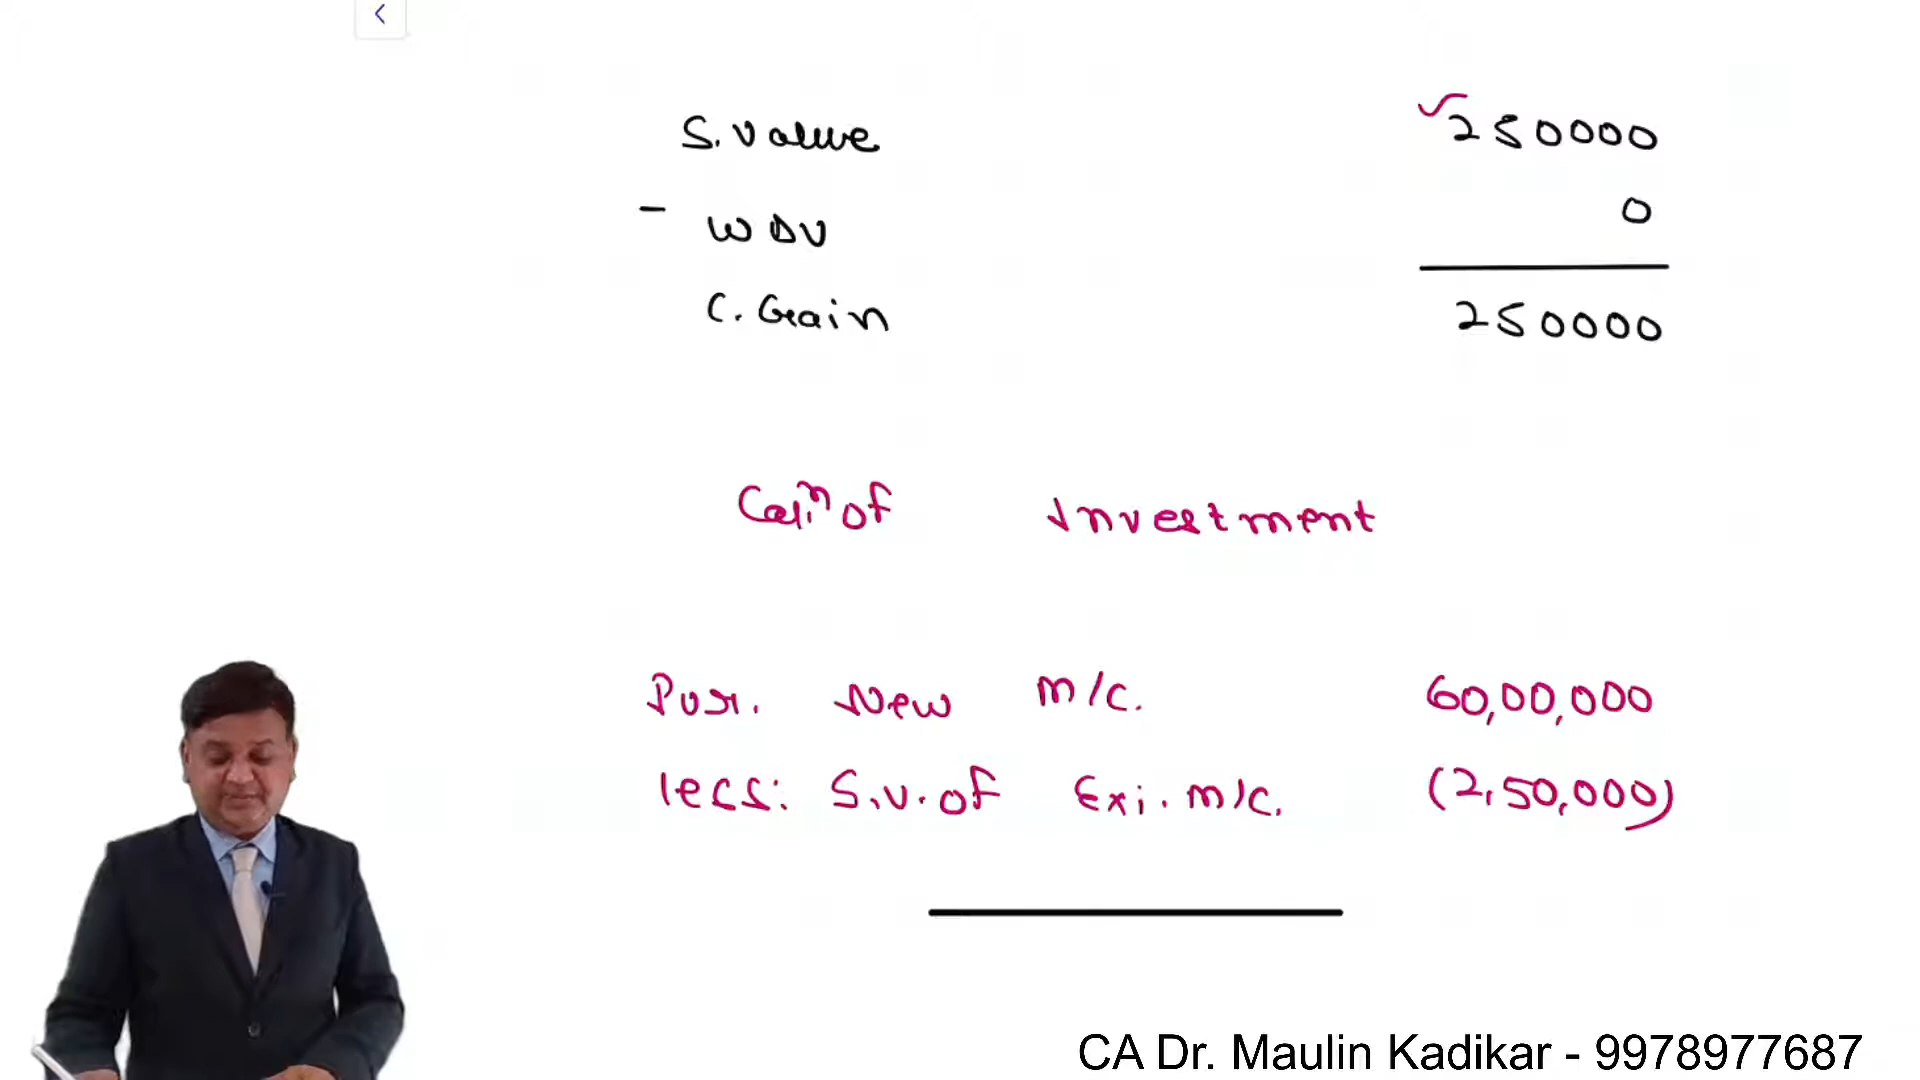 S. Value 250000
- WDV 0
C. Gain 250000
Calⁿ of Investment
Pur. New m/c. 60,00,000
less: S.V. of Exi. m/c. (2,50,000)
CA Dr. Maulin Kadikar - 9978977687